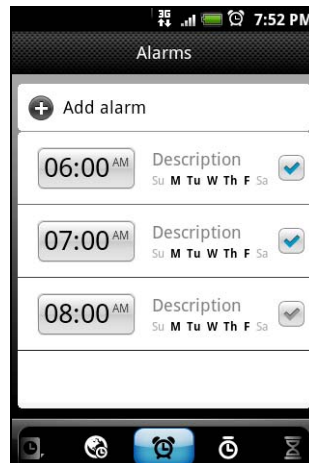 3G 7:52 PM
Alarms
Add alarm
06:00 AM Description
Su M Tu W Th F Sa
07:00 AM Description
Su M Tu W Th F Sa
08:00 AM Description
Su M Tu W Th F Sa